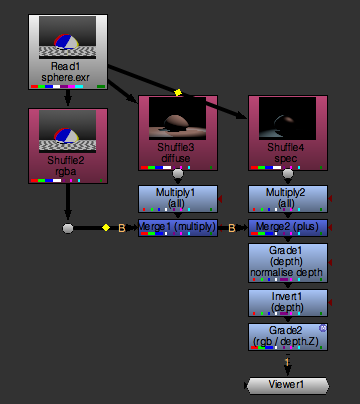 Read1
sphere.exr
Shuffle2
rgba
Shuffle3
diffuse
Shuffle4
spec
Multiply1
(all)
Multiply2
(all)
B
Merge1 (multiply)
B
Merge2 (plus)
Grade1
(depth)
normalise depth
Invert1
(depth)
Grade2
(rgb / depth.Z)
1
Viewer1